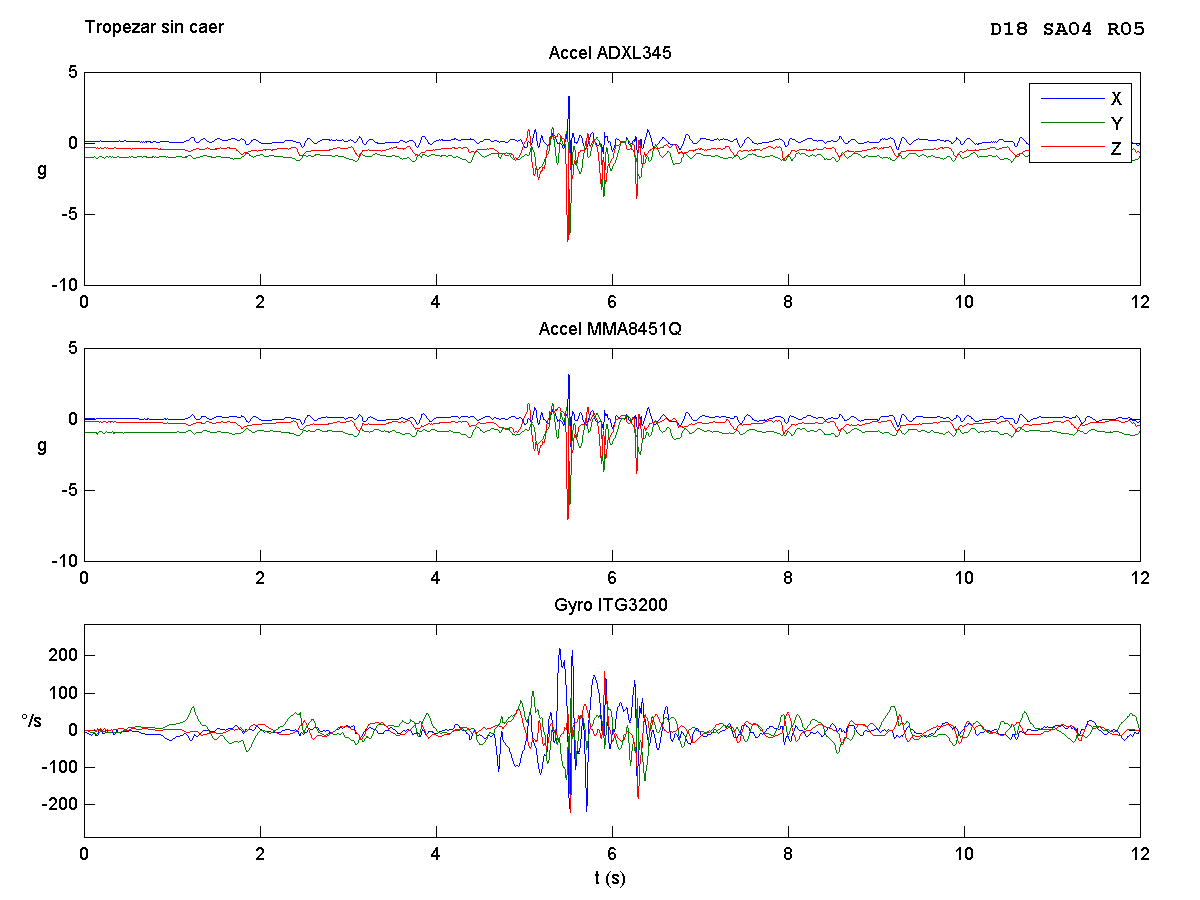 Tropezar sin caer D18 SA04 R05
Accel ADXL345
5
0
-5
-10
g
X
Y
Z
0 2 4 6 8 10 12
Accel MMA8451Q
5
0
-5
-10
g
0 2 4 6 8 10 12
Gyro ITG3200
200
100
0
-100
-200
°/s
0 2 4 6 8 10 12
t (s)